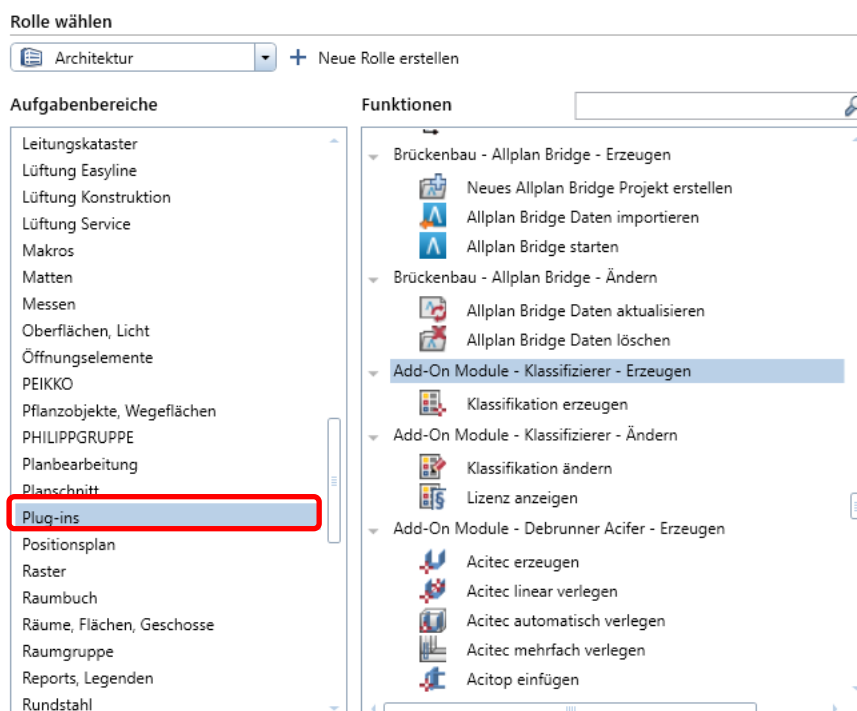 Rolle wählen
Architektur
Neue Rolle erstellen
Aufgabenbereiche
Leitungskataster
Lüftung Easyline
Lüftung Konstruktion
Lüftung Service
Makros
Matten
Messen
Oberflächen, Licht
Öffnungselemente
PEIKKO
Pflanzobjekte, Wegeflächen
PHILIPPGRUPPE
Planbearbeitung
Planschnitt
Plug-ins
Positionsplan
Raster
Raumbuch
Räume, Flächen, Geschosse
Raumgruppe
Reports, Legenden
Rundstahl
Funktionen
Brückenbau - Allplan Bridge - Erzeugen
Neues Allplan Bridge Projekt erstellen
Allplan Bridge Daten importieren
Allplan Bridge starten
Brückenbau - Allplan Bridge - Ändern
Allplan Bridge Daten aktualisieren
Allplan Bridge Daten löschen
Add-On Module - Klassifizierer - Erzeugen
Klassifikation erzeugen
Add-On Module - Klassifizierer - Ändern
Klassifikation ändern
Lizenz anzeigen
Add-On Module - Debrunner Acifer - Erzeugen
Acitec erzeugen
Acitec linear verlegen
Acitec automatisch verlegen
Acitec mehrfach verlegen
Acitop einfügen